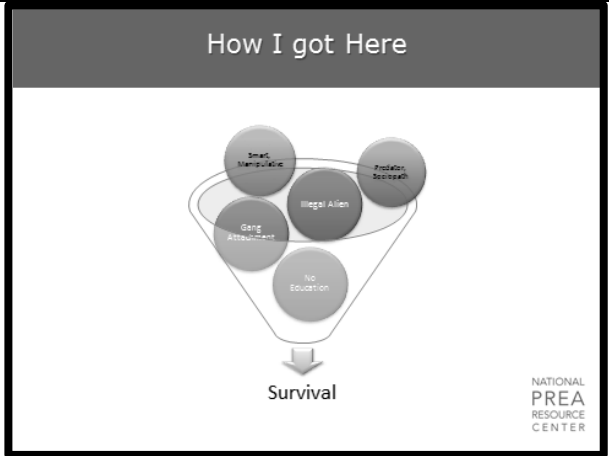 How I got Here
Smart,
Manipulative
Predator,
Sociopath
Illegal Alien
Gang
Attachment
No
Education
Survival
NATIONAL
PREA
RESOURCE
CENTER